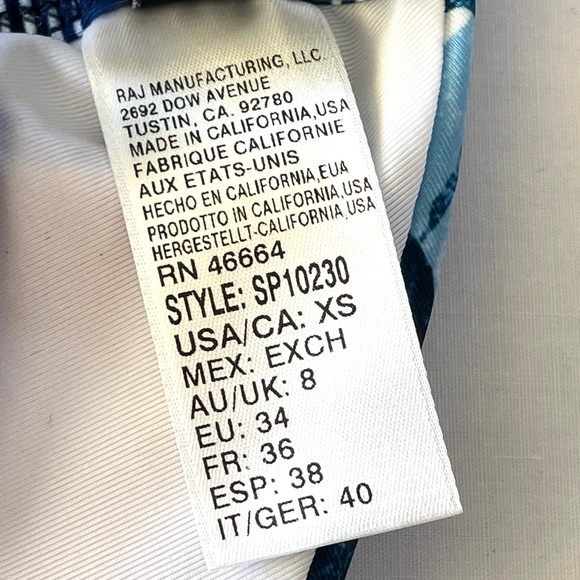 RAJ MANUFACTURING, LLC.
2692 DOW AVENUE
TUSTIN, CA. 92780
MADE IN CALIFORNIA,USA
FABRIQUE CALIFORNIE
AUX ETATS-UNIS
HECHO EN CALIFORNIA,EUA
PRODOTTO in CALIFORNIA,USA
HERGESTELLT-CALIFORNIA,USA
RN 46664
STYLE: SP10230
USA/CA: XS
MEX: EXCH
AU/UK: 8
EU: 34
FR: 36
ESP: 38
IT/GER: 40